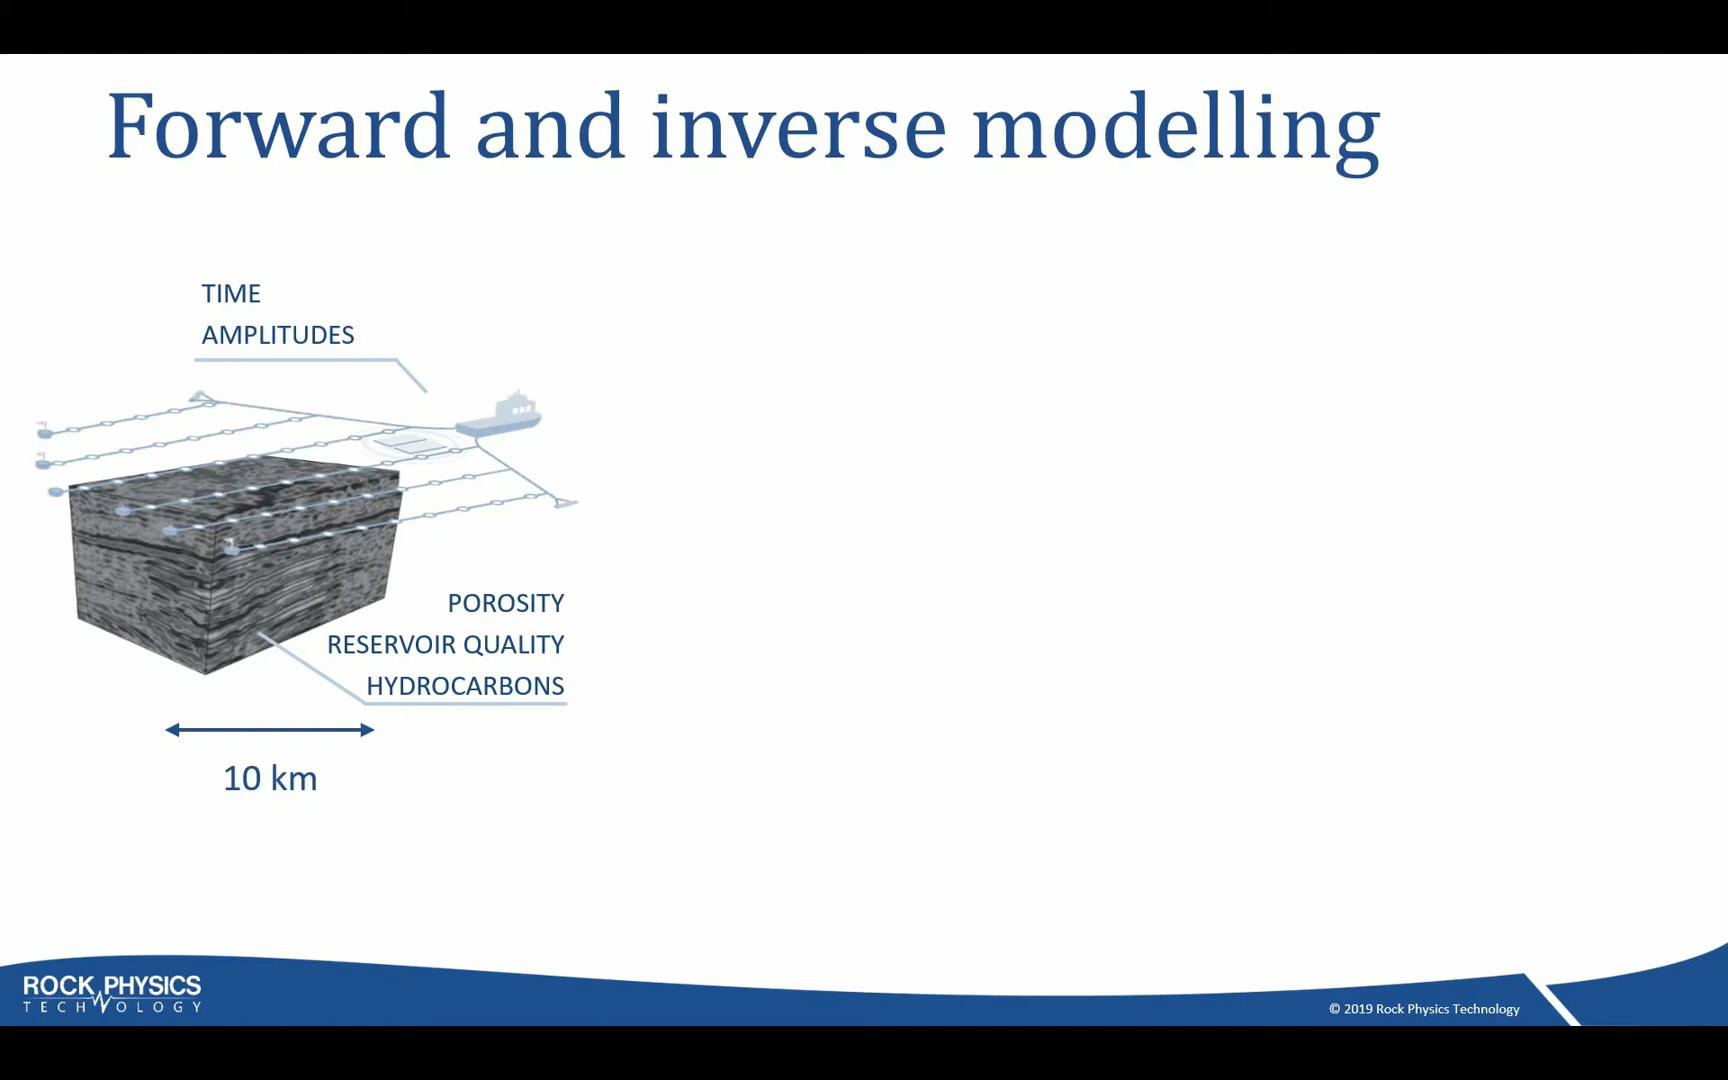 Forward and inverse modelling
TIME
AMPLITUDES
POROSITY
RESERVOIR QUALITY
HYDROCARBONS
10 km
ROCK PHYSICS
TECHNOLOGY
© 2019 Rock Physics Technology